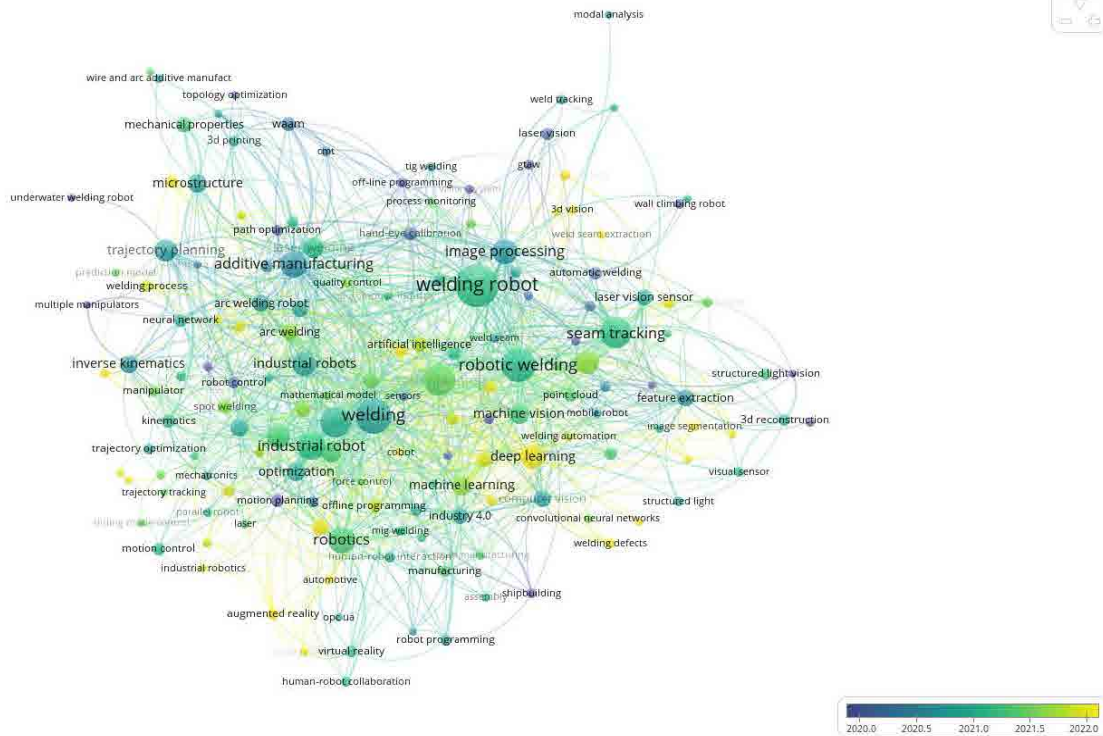 modal analysis
wire and arc additive manufact
topology optimization
weld tracking
mechanical properties
waam
laser vision
3d printing
cmt
tig welding
gtaw
microstructure
off-line programming
underwater welding robot
process monitoring
3d vision
wall climbing robot
path optimization
hand-eye calibration
weld seam extraction
trajectory planning
image processing
additive manufacturing
prediction model
automatic welding
welding process
quality control
welding robot
multiple manipulators
arc welding robot
laser vision sensor
neural network
arc welding
weld seam
seam tracking
artificial intelligence
inverse kinematics
industrial robots
robotic welding
structured light vision
robot control
manipulator
mathematical model
sensors
point cloud
feature extraction
spot welding
welding
machine vision
mobile robot
kinematics
3d reconstruction
image segmentation
welding automation
trajectory optimization
industrial robot
cobot
deep learning
optimization
visual sensor
mechatronics
force control
machine learning
trajectory tracking
motion planning
offline programming
computer vision
structured light
parallel robot
laser
industry 4.0
convolutional neural networks
sliding mode control
mig welding
robotics
welding defects
motion control
human-robot interaction
industrial robotics
manufacturing
automotive
assembly
shipbuilding
augmented reality
opc ua
robot programming
virtual reality
human-robot collaboration
2020.0
2020.5
2021.0
2021.5
2022.0